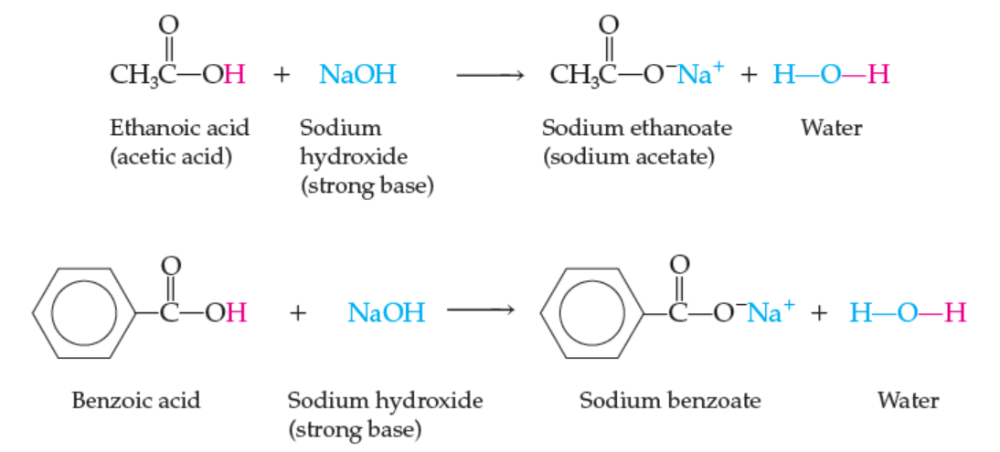 O O
CH₃C—OH + NaOH ⟶ CH₃C—O⁻Na⁺ + H—O—H
Ethanoic acid Sodium Sodium ethanoate Water
(acetic acid) hydroxide (sodium acetate)
(strong base)
O O
C—OH + NaOH ⟶ C—O⁻Na⁺ + H—O—H
Benzoic acid Sodium hydroxide Sodium benzoate Water
(strong base)